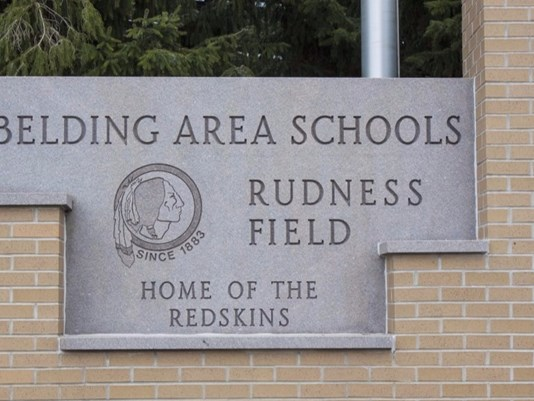 BELDING AREA SCHOOLS
RUDNESS
FIELD
SINCE 1883
HOME OF THE
REDSKINS